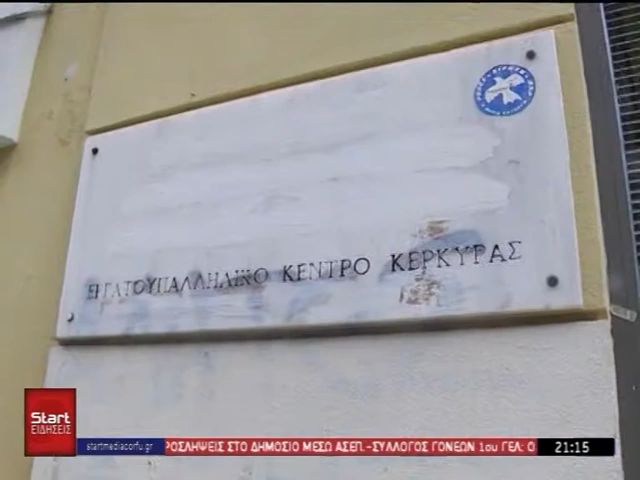 ΕΡΓΑΤΟΥΠΑΛΛΗΛΙΚΟ ΚΕΝΤΡΟ ΚΕΡΚΥΡΑΣ
Start
ΕΙΔΗΣΕΙΣ
startmediacorfu.gr
ΡΟΣΛΗΨΕΙΣ ΣΤΟ ΔΗΜΟΣΙΟ ΜΕΣΩ ΑΣΕΠ.-ΣΥΛΛΟΓΟΣ ΓΟΝΕΩΝ 1ου ΓΕΛ: Ο
21:15